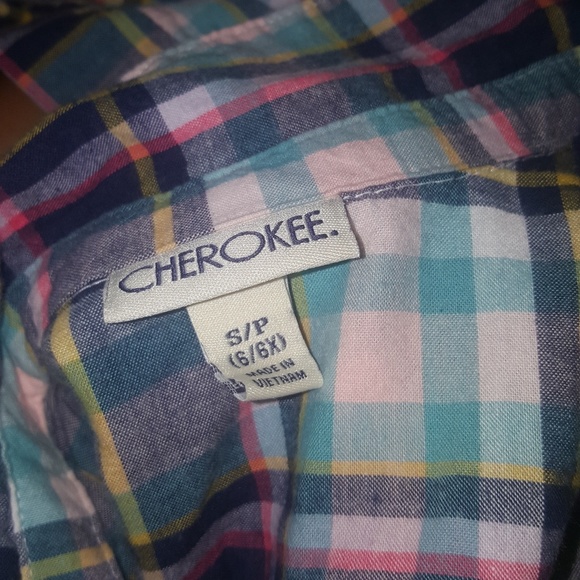 CHEROKEE.
S/P
(6/6X)
MADE IN
VIETNAM